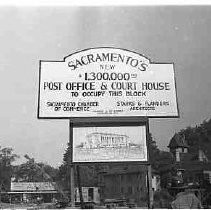 SACRAMENTO'S
NEW
$1,300,000
POST OFFICE & COURT HOUSE
TO OCCUPY THIS BLOCK
SACRAMENTO CHAMBER STARKS & FLANDERS
OF COMMERCE ARCHITECTS